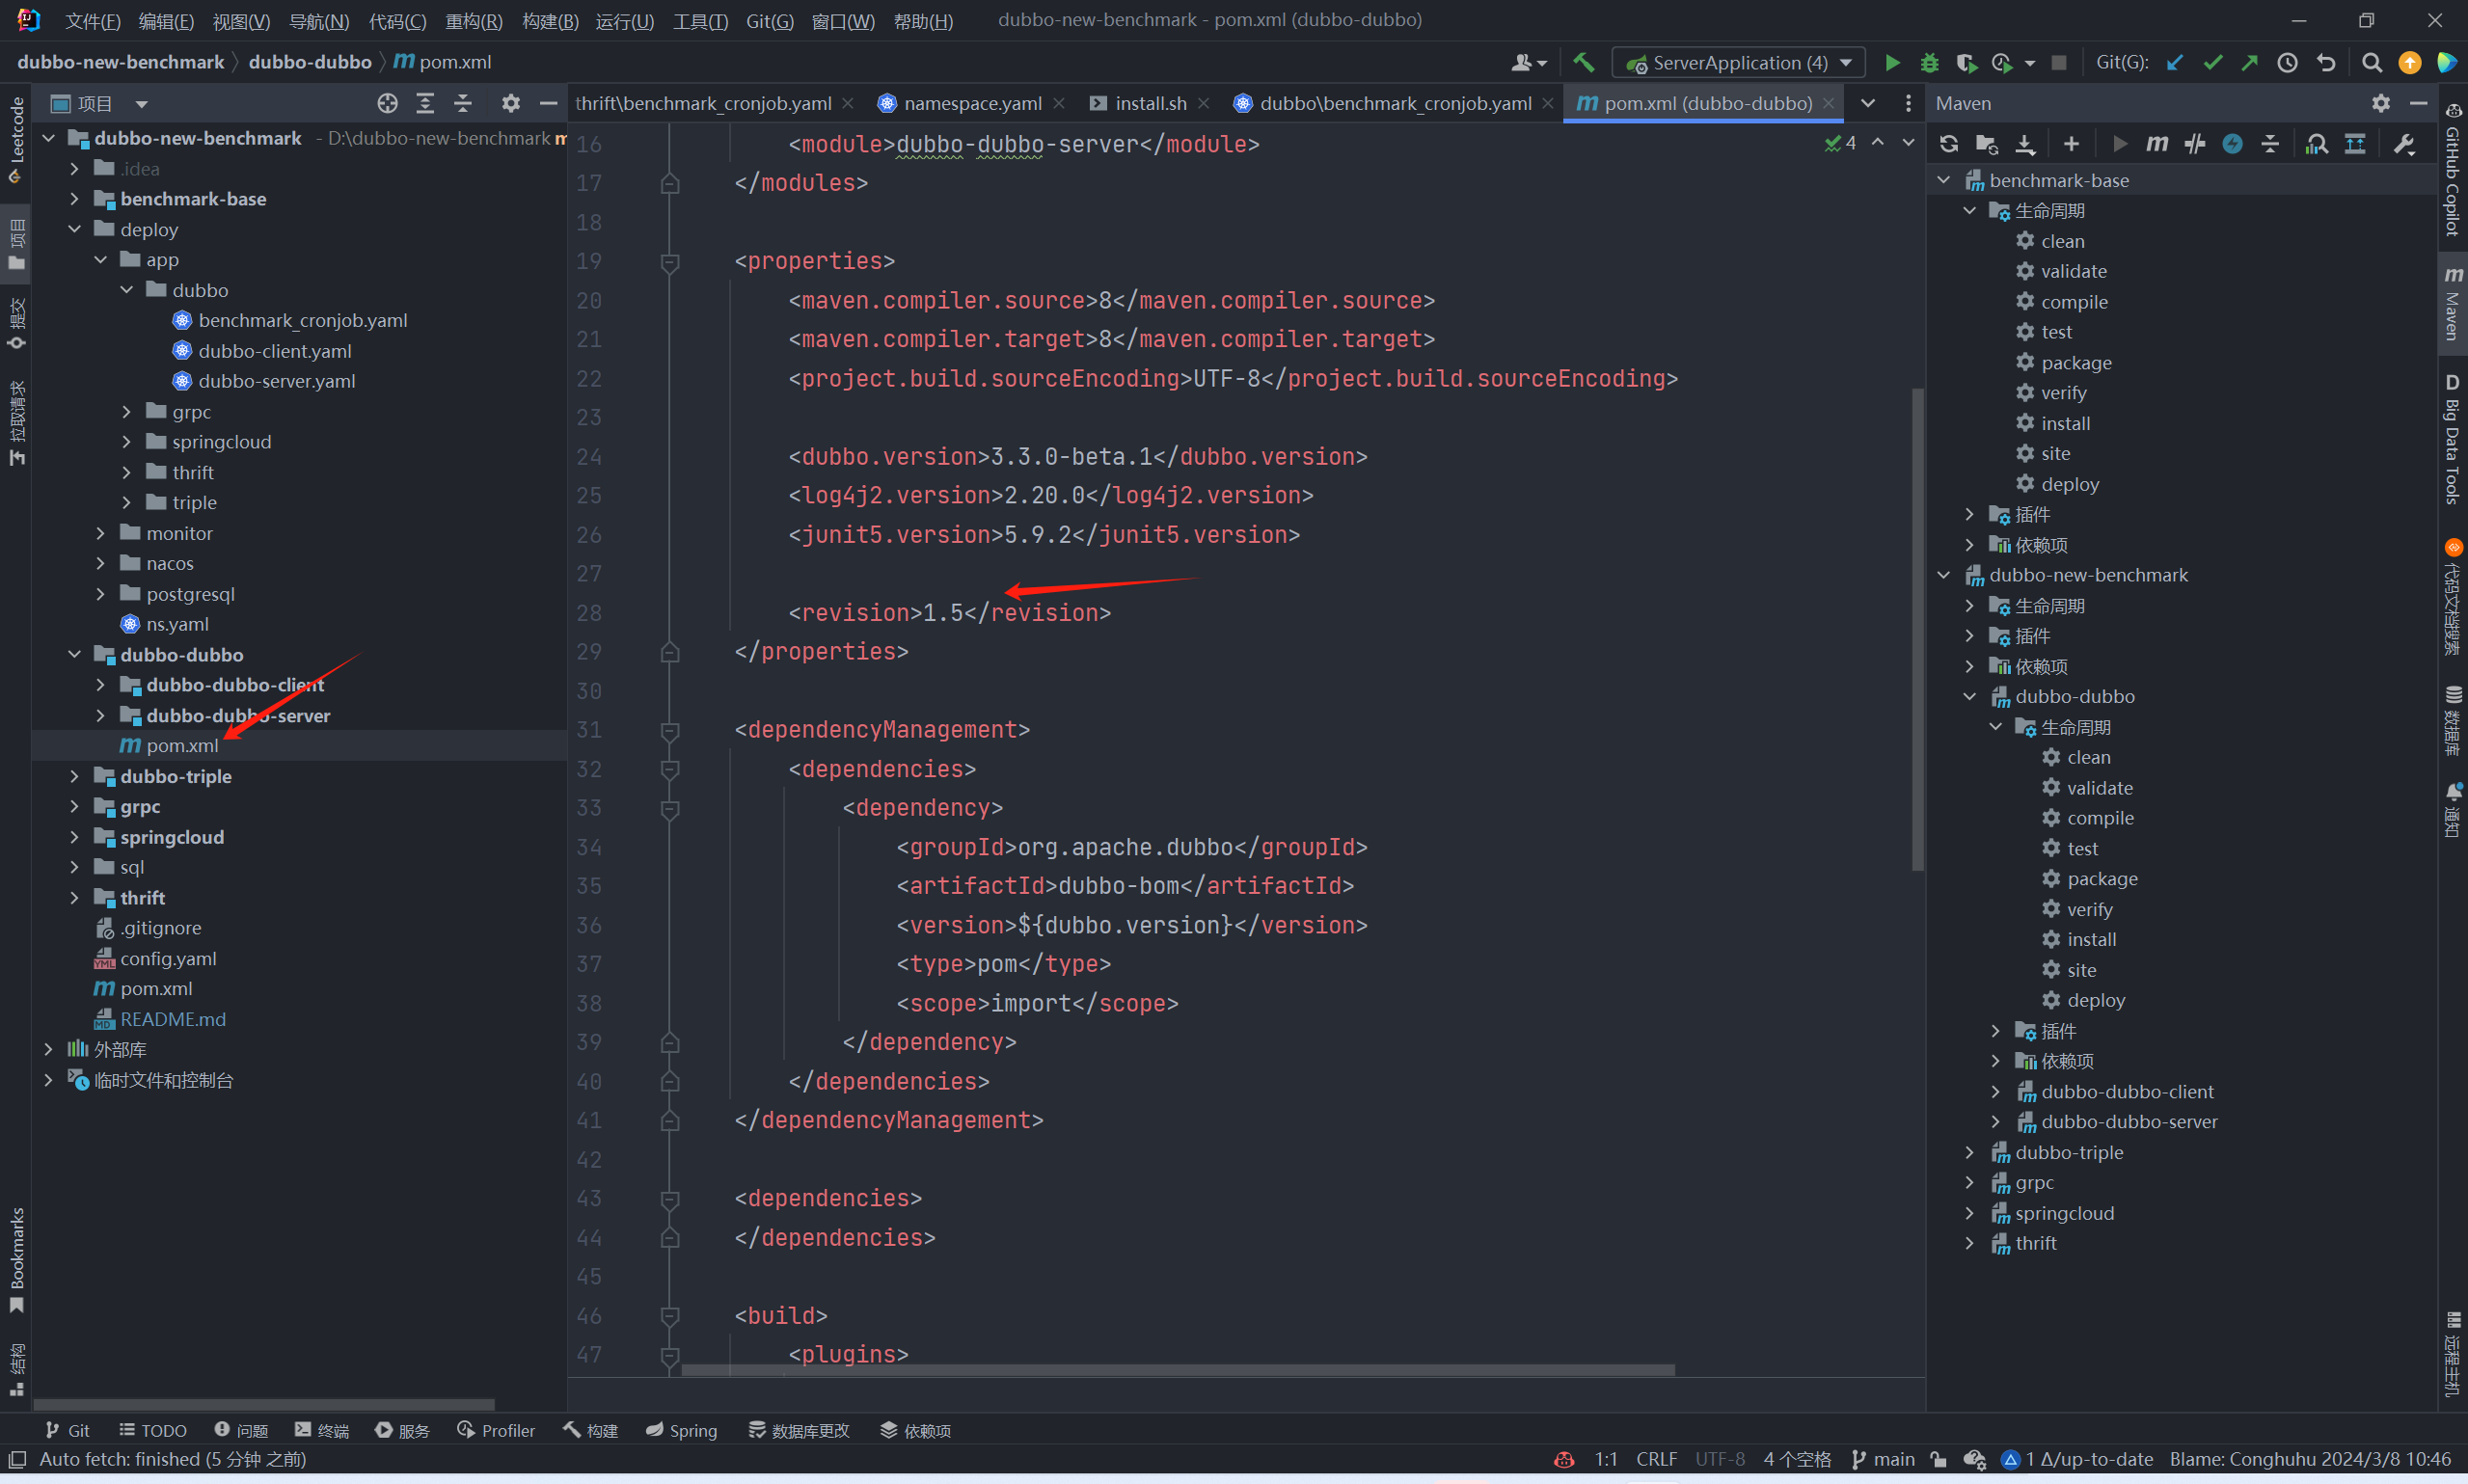 文件(F) 编辑(E) 视图(V) 导航(N) 代码(C) 重构(R) 构建(B) 运行(U) 工具(T) Git(G) 窗口(W) 帮助(H) dubbo-new-benchmark - pom.xml (dubbo-dubbo)
dubbo-new-benchmark dubbo-dubbo m pom.xml ServerApplication (4) Git(G):
项目
thrift\benchmark_cronjob.yaml namespace.yaml install.sh dubbo\benchmark_cronjob.yaml pom.xml (dubbo-dubbo)
Maven
Leetcode
项目
提交
拉取请求
Bookmarks
结构
dubbo-new-benchmark - D:\dubbo-new-benchmark m
.idea
benchmark-base
deploy
app
dubbo
benchmark_cronjob.yaml
dubbo-client.yaml
dubbo-server.yaml
grpc
springcloud
thrift
triple
monitor
nacos
postgresql
ns.yaml
dubbo-dubbo
dubbo-dubbo-client
dubbo-dubbo-server
pom.xml
dubbo-triple
grpc
springcloud
sql
thrift
.gitignore
config.yaml
pom.xml
README.md
外部库
临时文件和控制台
4
16 <module>dubbo-dubbo-server</module>
17 </modules>
18
19 <properties>
20 <maven.compiler.source>8</maven.compiler.source>
21 <maven.compiler.target>8</maven.compiler.target>
22 <project.build.sourceEncoding>UTF-8</project.build.sourceEncoding>
23
24 <dubbo.version>3.3.0-beta.1</dubbo.version>
25 <log4j2.version>2.20.0</log4j2.version>
26 <junit5.version>5.9.2</junit5.version>
27
28 <revision>1.5</revision>
29 </properties>
30
31 <dependencyManagement>
32 <dependencies>
33 <dependency>
34 <groupId>org.apache.dubbo</groupId>
35 <artifactId>dubbo-bom</artifactId>
36 <version>${dubbo.version}</version>
37 <type>pom</type>
38 <scope>import</scope>
39 </dependency>
40 </dependencies>
41 </dependencyManagement>
42
43 <dependencies>
44 </dependencies>
45
46 <build>
47 <plugins>
benchmark-base
生命周期
clean
validate
compile
test
package
verify
install
site
deploy
插件
依赖项
dubbo-new-benchmark
生命周期
插件
依赖项
dubbo-dubbo
生命周期
clean
validate
compile
test
package
verify
install
site
deploy
插件
依赖项
dubbo-dubbo-client
dubbo-dubbo-server
dubbo-triple
grpc
springcloud
thrift
GitHub Copilot
Maven
D Big Data Tools
代码文档搜索
数据库
通知
远程主机
Git TODO 问题 终端 服务 Profiler 构建 Spring 数据库更改 依赖项
Auto fetch: finished (5 分钟 之前) 1:1 CRLF UTF-8 4 个空格 main 1 Δ/up-to-date Blame: Conghuhu 2024/3/8 10:46